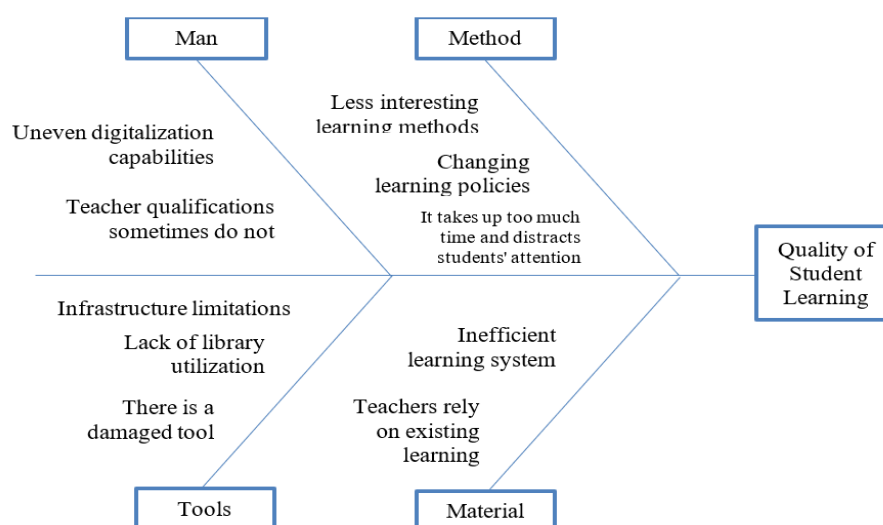 Man
Method
Less interesting
learning methods
Uneven digitalization
capabilities
Changing
learning policies
Teacher qualifications
sometimes do not
It takes up too much
time and distracts
students' attention
Quality of
Student
Learning
Infrastructure limitations
Lack of library
utilization
There is a
damaged tool
Inefficient
learning system
Teachers rely
on existing
learning
Tools
Material